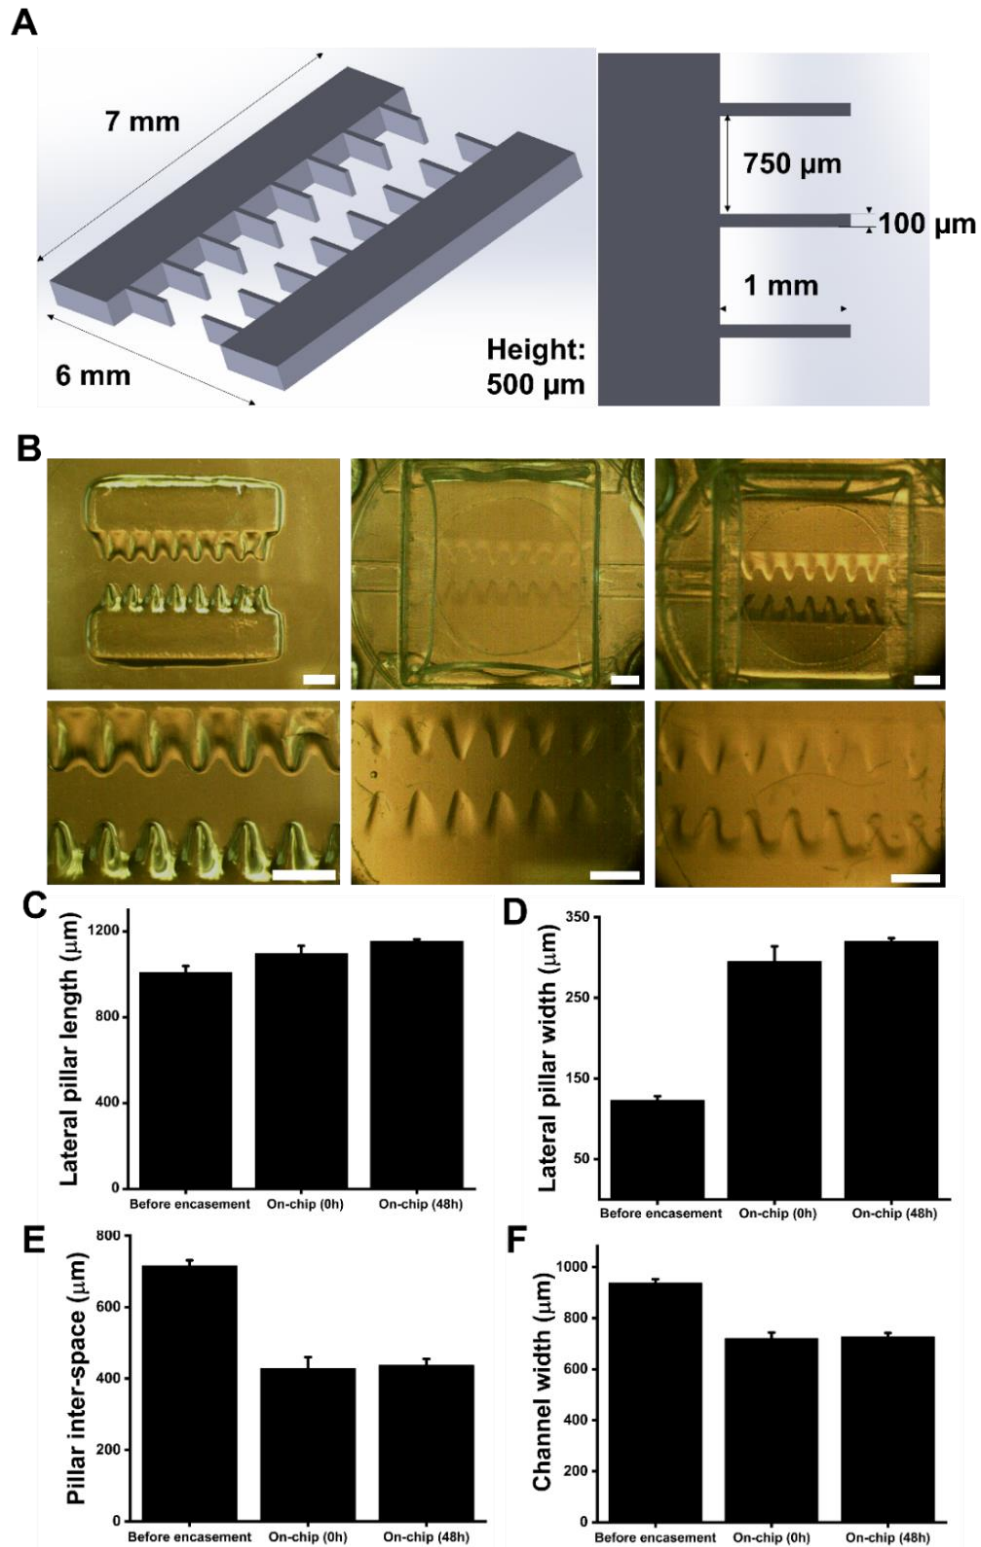 A
7 mm
6 mm
Height:
500 µm
750 µm
100 µm
1 mm
B
C
Lateral pillar length (μm)
1200
800
400
0
Before encasement
On-chip (0h)
On-chip (48h)
D
Lateral pillar width (μm)
350
250
150
50
Before encasement
On-chip (0h)
On-chip (48h)
E
Pillar inter-space (μm)
800
600
400
200
0
Before encasement
On-chip (0h)
On-chip (48h)
F
Channel width (μm)
1000
800
600
400
200
0
Before encasement
On-chip (0h)
On-chip (48h)